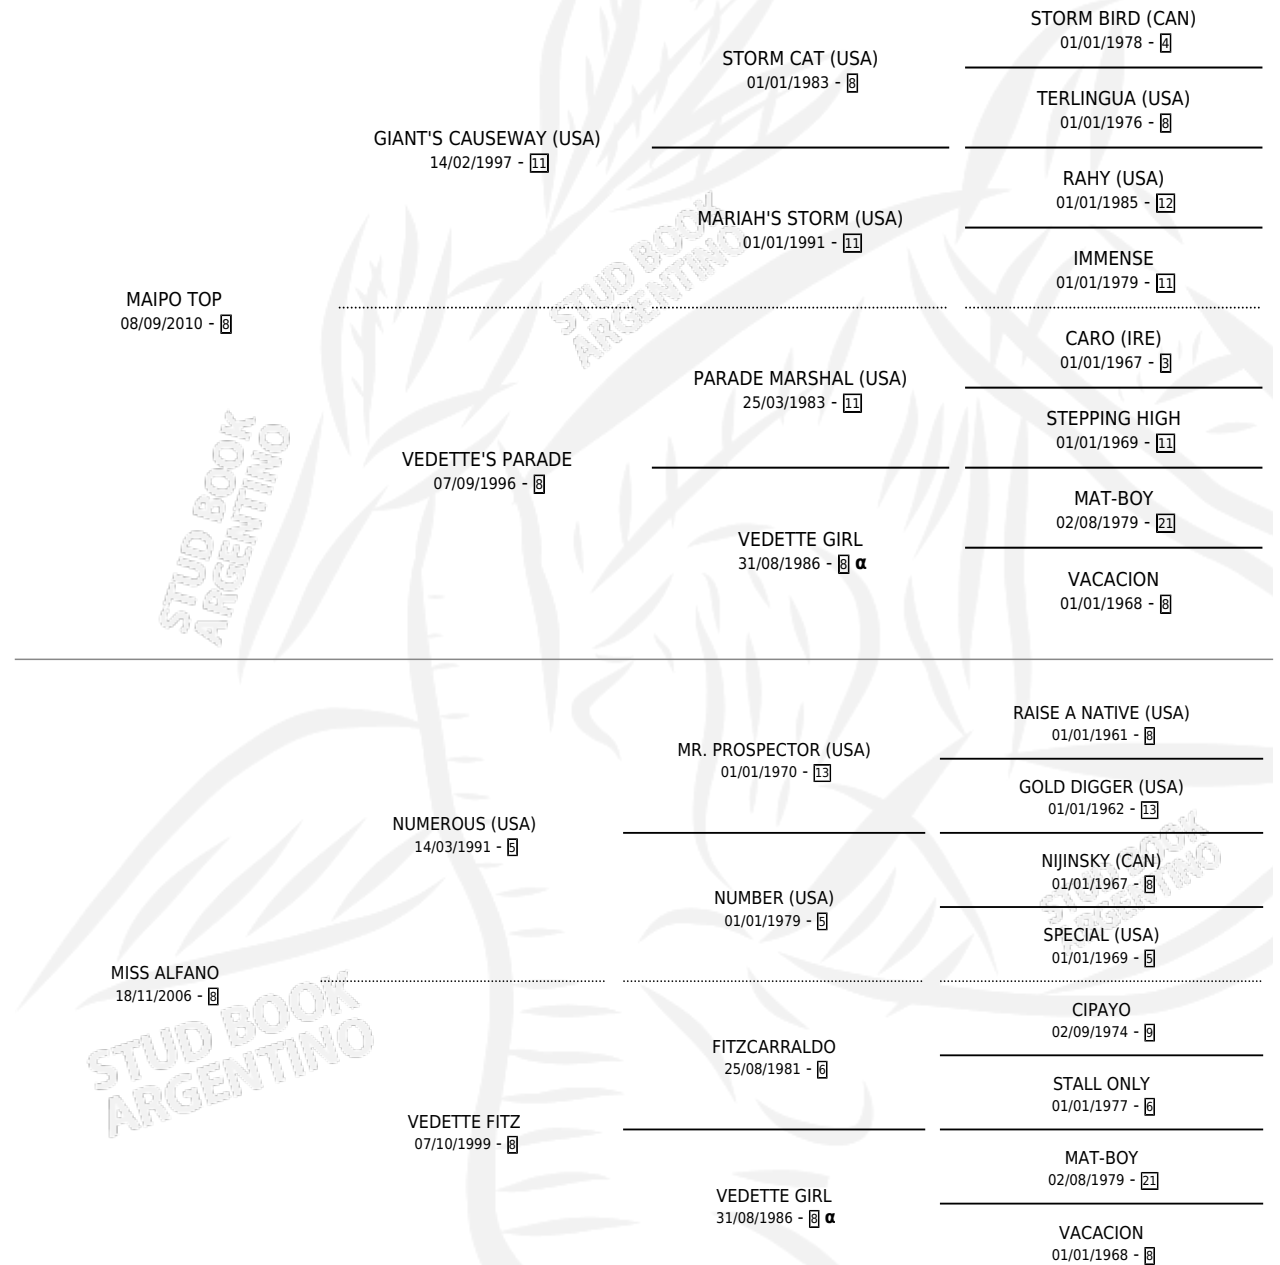 STORM BIRD (CAN)
01/01/1978 - 4
STORM CAT (USA)
01/01/1983 - 8
TERLINGUA (USA)
01/01/1976 - 8
GIANT'S CAUSEWAY (USA)
14/02/1997 - 11
RAHY (USA)
01/01/1985 - 12
MARIAH'S STORM (USA)
01/01/1991 - 11
IMMENSE
01/01/1979 - 11
MAIPO TOP
08/09/2010 - 8
CARO (IRE)
01/01/1967 - 3
PARADE MARSHAL (USA)
25/03/1983 - 11
STEPPING HIGH
01/01/1969 - 11
VEDETTE'S PARADE
07/09/1996 - 8
MAT-BOY
02/08/1979 - 21
VEDETTE GIRL
31/08/1986 - 8 α
VACACION
01/01/1968 - 8
STUD BOOK
ARGENTINO
STUD BOOK
ARGENTINO
RAISE A NATIVE (USA)
01/01/1961 - 8
MR. PROSPECTOR (USA)
01/01/1970 - 13
GOLD DIGGER (USA)
01/01/1962 - 13
NUMEROUS (USA)
14/03/1991 - 5
NIJINSKY (CAN)
01/01/1967 - 8
NUMBER (USA)
01/01/1979 - 5
SPECIAL (USA)
01/01/1969 - 5
MISS ALFANO
18/11/2006 - 8
CIPAYO
02/09/1974 - 9
FITZCARRALDO
25/08/1981 - 6
STALL ONLY
01/01/1977 - 6
VEDETTE FITZ
07/10/1999 - 8
MAT-BOY
02/08/1979 - 21
VEDETTE GIRL
31/08/1986 - 8 α
VACACION
01/01/1968 - 8
STUD BOOK
ARGENTINO
STUD BOOK
ARGENTINO